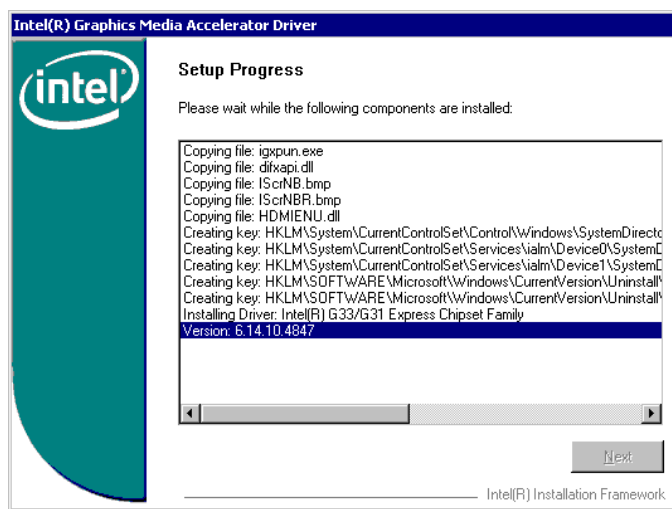 Intel(R) Graphics Media Accelerator Driver
intel
Setup Progress
Please wait while the following components are installed:
Copying file: igxpun.exe
Copying file: difxapi.dll
Copying file: IScrNB.bmp
Copying file: IScrNBR.bmp
Copying file: HDMIENU.dll
Creating key: HKLM\System\CurrentControlSet\Control\Windows\SystemDirecto
Creating key: HKLM\System\CurrentControlSet\Services\ialm\Device0\SystemD
Creating key: HKLM\System\CurrentControlSet\Services\ialm\Device1\SystemD
Creating key: HKLM\SOFTWARE\Microsoft\Windows\CurrentVersion\Uninstall\
Creating key: HKLM\SOFTWARE\Microsoft\Windows\CurrentVersion\Uninstall\
Installing Driver: Intel(R) G33/G31 Express Chipset Family
Version: 6.14.10.4847
Next
Intel(R) Installation Framework